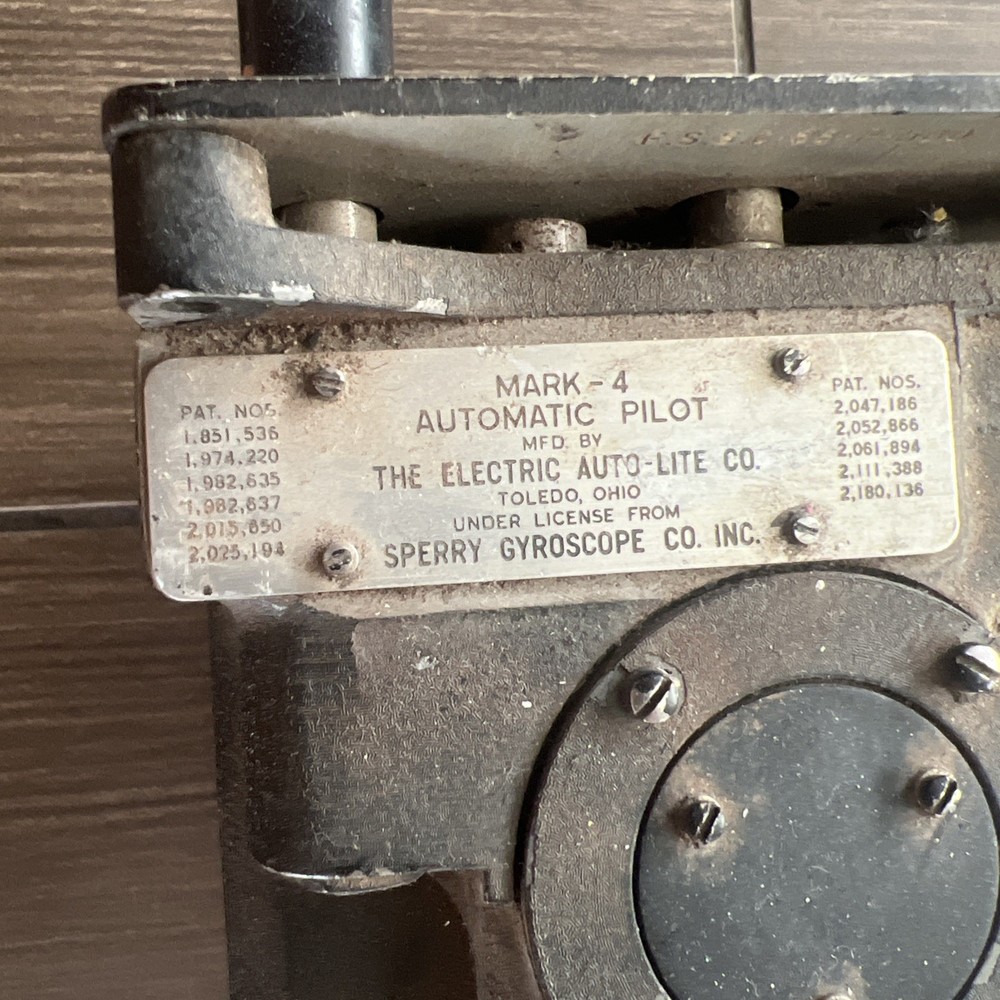 PAT. NOS.
1,851,536
1,974,220
1,982,635
1,982,637
2,015,650
2,025,194
MARK-4
AUTOMATIC PILOT
MFD. BY
THE ELECTRIC AUTO-LITE CO.
TOLEDO, OHIO
UNDER LICENSE FROM
SPERRY GYROSCOPE CO. INC.
PAT. NOS.
2,047,186
2,052,866
2,061,894
2,111,388
2,180,136